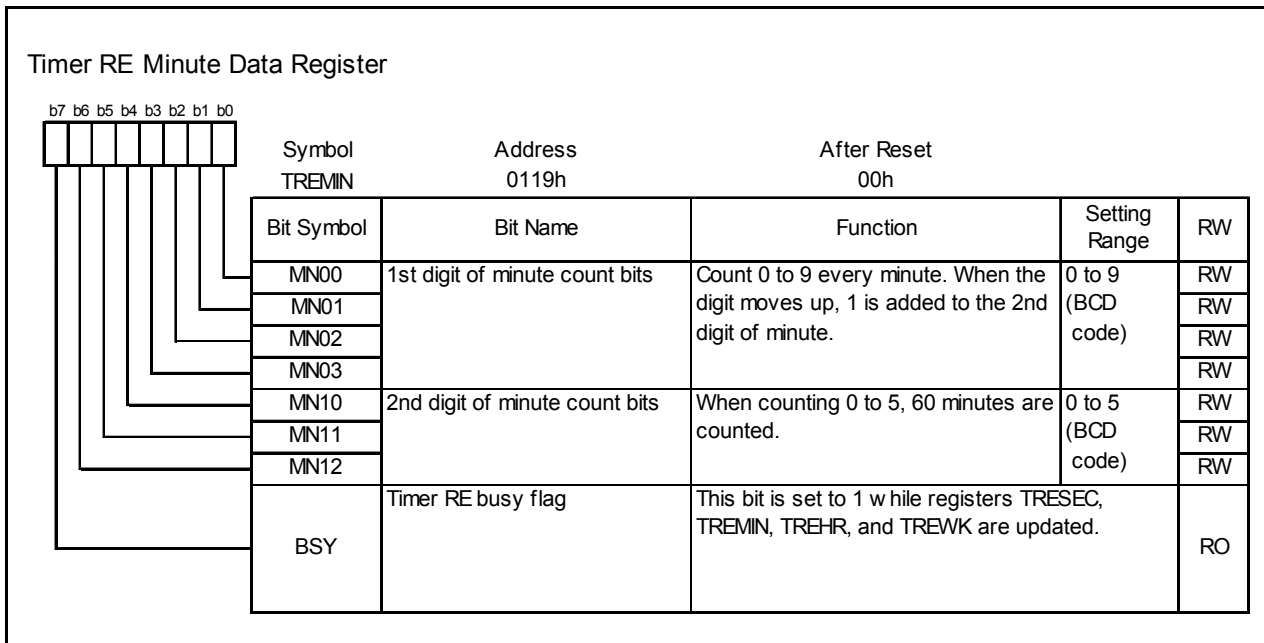 Timer RE Minute Data Register
b7 b6 b5 b4 b3 b2 b1 b0
Symbol Address After Reset
TREMIN 0119h 00h
Bit Symbol Bit Name Function Setting Range RW
MN00 1st digit of minute count bits Count 0 to 9 every minute. When the 0 to 9 RW
MN01 digit moves up, 1 is added to the 2nd (BCD RW
MN02 digit of minute. code) RW
MN03 RW
MN10 2nd digit of minute count bits When counting 0 to 5, 60 minutes are 0 to 5 RW
MN11 counted. (BCD RW
MN12 code) RW
Timer RE busy flag This bit is set to 1 while registers TRESEC,
TREMIN, TREHR, and TREWK are updated.
BSY RO